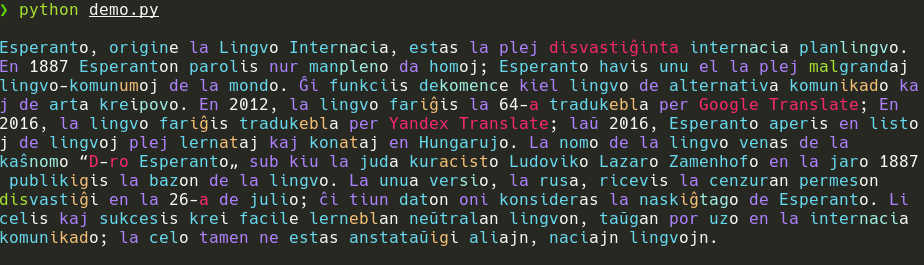 ❯ python demo.py
Esperanto, origine la Lingvo Internacia, estas la plej disvastiĝinta internacia planlingvo.
En 1887 Esperanton parolis nur manpleno da homoj; Esperanto havis unu el la plej malgrandaj
lingvo-komunumoj de la mondo. Ĝi funkciis dekomence kiel lingvo de alternativa komunikado ka
j de arta kreipovo. En 2012, la lingvo fariĝis la 64-a tradukebla per Google Translate; En
2016, la lingvo fariĝis tradukebla per Yandex Translate; laŭ 2016, Esperanto aperis en listo
j de lingvoj plej lernataj kaj konataj en Hungarujo. La nomo de la lingvo venas de la
kaŝnomo “D-ro Esperanto„ sub kiu la juda kuracisto Ludoviko Lazaro Zamenhofo en la jaro 1887
publikigis la bazon de la lingvo. La unua versio, la rusa, ricevis la cenzuran permeson
disvastiĝi en la 26-a de julio; ĉi tiun daton oni konsideras la naskiĝtago de Esperanto. Li
celis kaj sukcesis krei facile lerneblan neŭtralan lingvon, taŭgan por uzo en la internacia
komunikado; la celo tamen ne estas anstataŭigi aliajn, naciajn lingvojn.